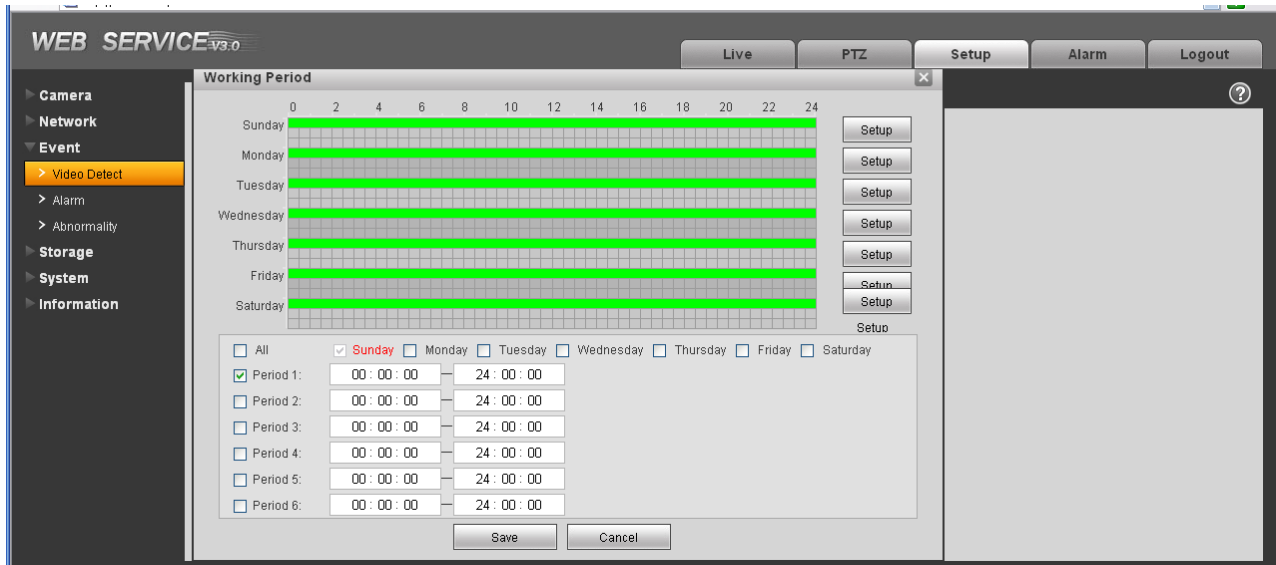 WEB SERVICE V3.0
Live PTZ Setup Alarm Logout
Camera
Network
Event
> Video Detect
> Alarm
> Abnormality
Storage
System
Information
Working Period
0 2 4 6 8 10 12 14 16 18 20 22 24
Sunday Setup
Monday Setup
Tuesday Setup
Wednesday Setup
Thursday Setup
Friday Setup
Saturday Setup
Setup
All Sunday Monday Tuesday Wednesday Thursday Friday Saturday
Period 1: 00 : 00 : 00 — 24 : 00 : 00
Period 2: 00 : 00 : 00 — 24 : 00 : 00
Period 3: 00 : 00 : 00 — 24 : 00 : 00
Period 4: 00 : 00 : 00 — 24 : 00 : 00
Period 5: 00 : 00 : 00 — 24 : 00 : 00
Period 6: 00 : 00 : 00 — 24 : 00 : 00
Save Cancel